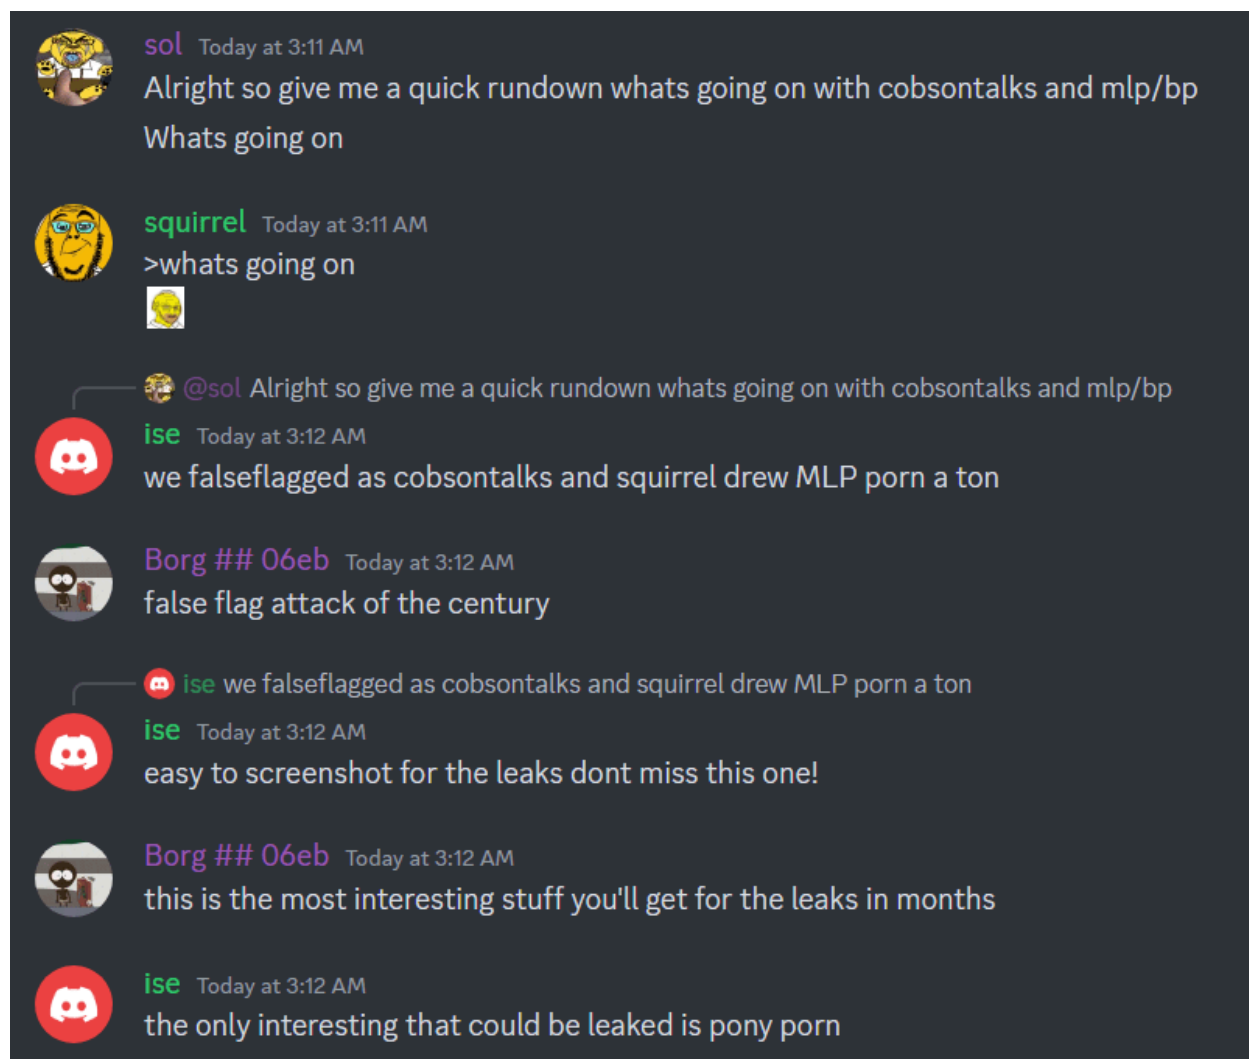 sol Today at 3:11 AM
Alright so give me a quick rundown whats going on with cobsontalks and mlp/bp
Whats going on
squirrel Today at 3:11 AM
>whats going on
@sol Alright so give me a quick rundown whats going on with cobsontalks and mlp/bp
ise Today at 3:12 AM
we falseflagged as cobsontalks and squirrel drew MLP porn a ton
Borg ## 06eb Today at 3:12 AM
false flag attack of the century
ise we falseflagged as cobsontalks and squirrel drew MLP porn a ton
ise Today at 3:12 AM
easy to screenshot for the leaks dont miss this one!
Borg ## 06eb Today at 3:12 AM
this is the most interesting stuff you'll get for the leaks in months
ise Today at 3:12 AM
the only interesting that could be leaked is pony porn